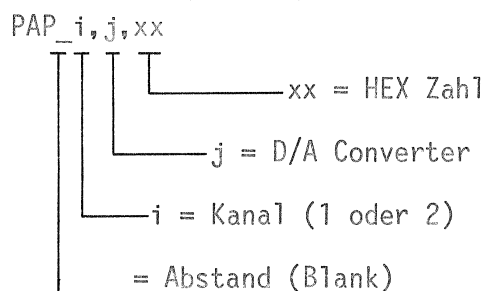 PAP_i,j,xx
xx = HEX Zahl
j = D/A Converter
i = Kanal (1 oder 2)
= Abstand (Blank)